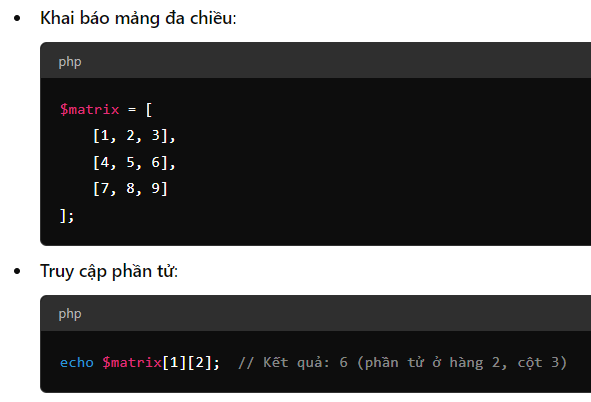 Khai báo mảng đa chiều:
php
$matrix = [
    [1, 2, 3],
    [4, 5, 6],
    [7, 8, 9]
];
Truy cập phần tử:
php
echo $matrix[1][2];  // Kết quả: 6 (phần tử ở hàng 2, cột 3)